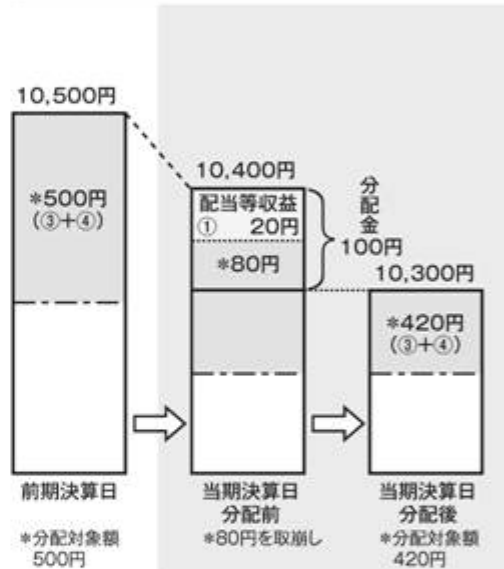 10,500円
*500円
(③+④)
前期決算日
*分配対象額
500円
10,400円
配当等収益
① 20円
*80円
分配金
100円
当期決算日
分配前
*80円を取崩し
10,300円
*420円
(③+④)
当期決算日
分配後
*分配対象額
420円